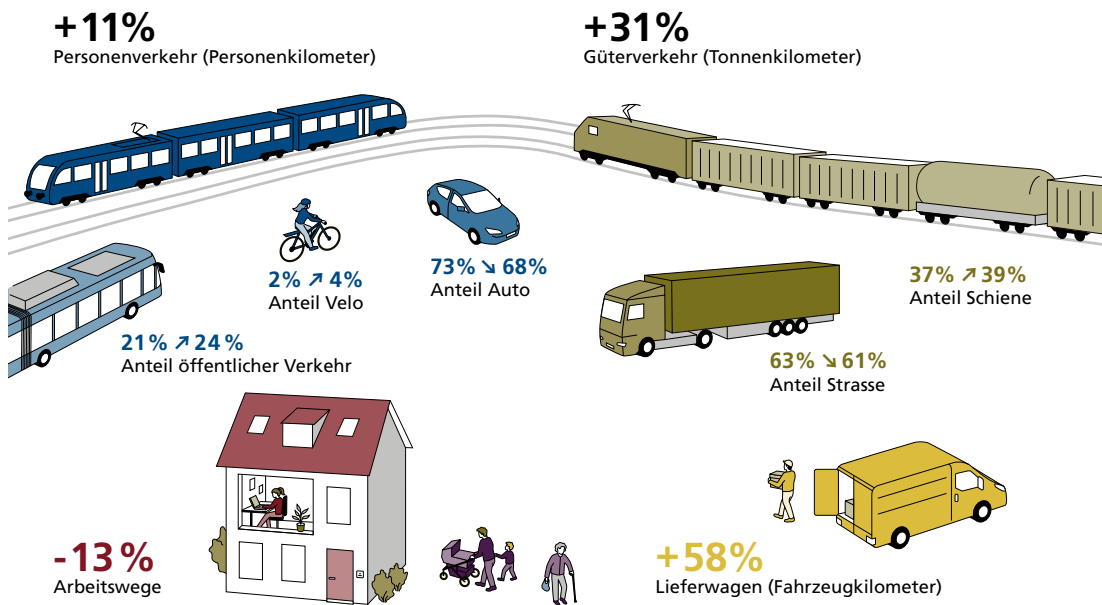 +11%
Personenverkehr (Personenkilometer)
+31%
Güterverkehr (Tonnenkilometer)
2% ↗ 4%
Anteil Velo
73% ↘ 68%
Anteil Auto
37% ↗ 39%
Anteil Schiene
21% ↗ 24%
Anteil öffentlicher Verkehr
63% ↘ 61%
Anteil Strasse
-13%
Arbeitswege
+58%
Lieferwagen (Fahrzeugkilometer)